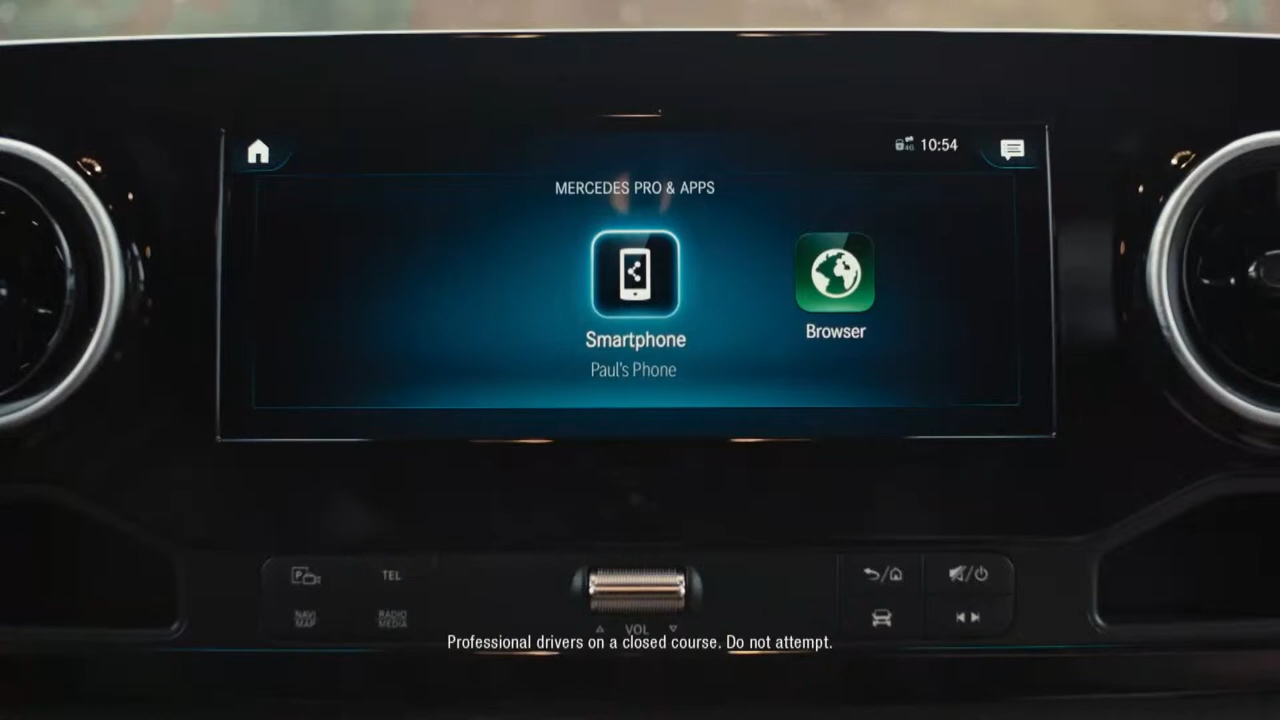 10:54
MERCEDES PRO & APPS
Smartphone
Browser
Paul's Phone
TEL
NAVI
MAP
RADIO
MEDIA
VOL
Professional drivers on a closed course. Do not attempt.